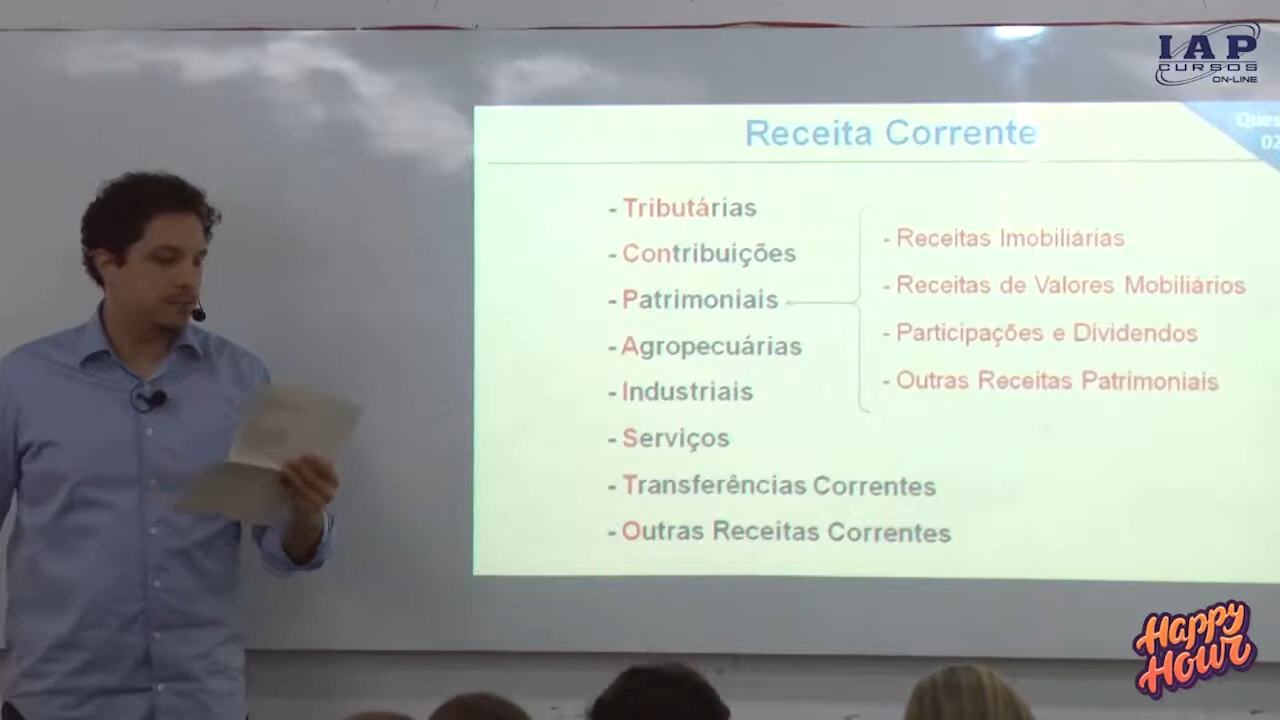 IAP
CURSOS
ON-LINE
Receita Corrente
02
- Tributárias
- Contribuições
- Patrimoniais
- Agropecuárias
- Industriais
- Serviços
- Transferências Correntes
- Outras Receitas Correntes
- Receitas Imobiliárias
- Receitas de Valores Mobiliários
- Participações e Dividendos
- Outras Receitas Patrimoniais
Happy
Hour